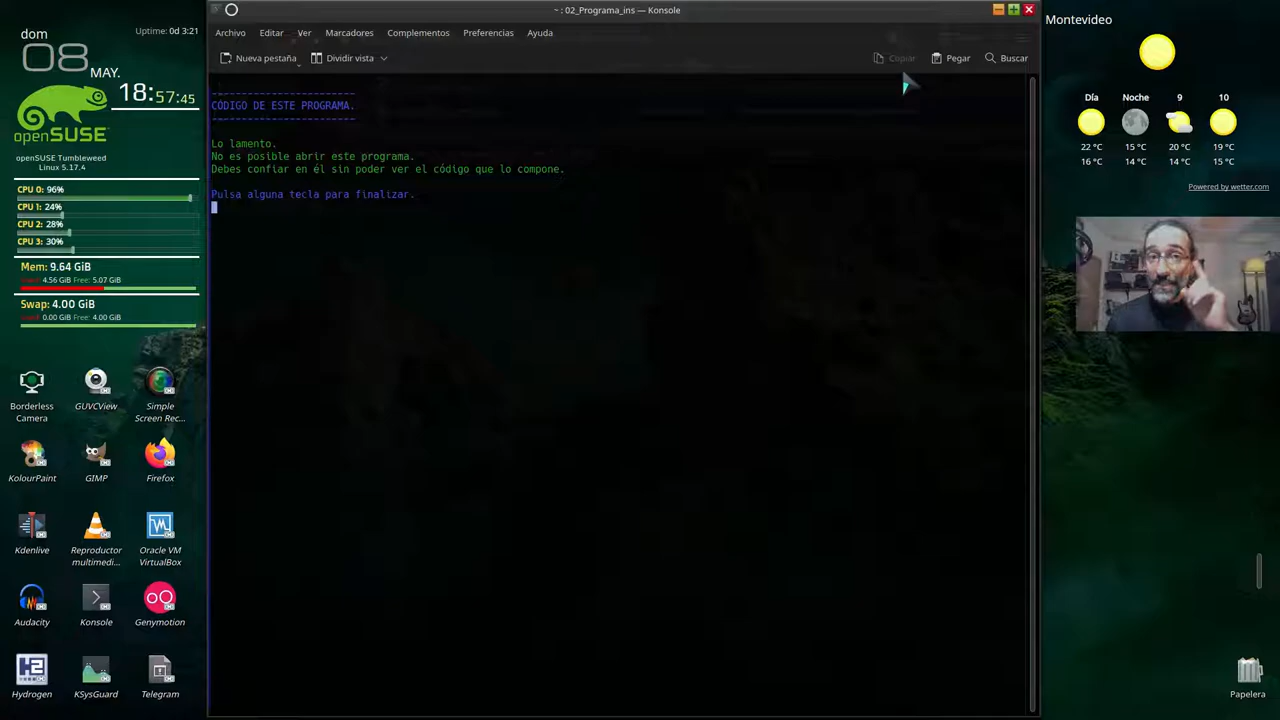 ~ : 02_Programa_ins — Konsole
Archivo Editar Ver Marcadores Complementos Preferencias Ayuda
Nueva pestaña Dividir vista Copiar Pegar Buscar
------------------------
CÓDIGO DE ESTE PROGRAMA.
------------------------
Lo lamento.
No es posible abrir este programa.
Debes confiar en él sin poder ver el código que lo compone.
Pulsa alguna tecla para finalizar.
Uptime: 0d 3:21
dom
08 MAY.
18:57:45
openSUSE
openSUSE Tumbleweed
Linux 5.17.4
CPU 0: 96%
CPU 1: 24%
CPU 2: 28%
CPU 3: 30%
Mem: 9.64 GiB
4.56 GiB Free: 5.07 GiB
Swap: 4.00 GiB
0.00 GiB Free: 4.00 GiB
Borderless Camera
GUVCView
Simple Screen Rec...
KolourPaint
GIMP
Firefox
Kdenlive
Reproductor multimedi...
Oracle VM VirtualBox
Audacity
Konsole
Genymotion
Hydrogen
KSysGuard
Telegram
Montevideo
Día Noche 9 10
22 °C 15 °C 20 °C 19 °C
16 °C 14 °C 14 °C 15 °C
Powered by wetter.com
Papelera